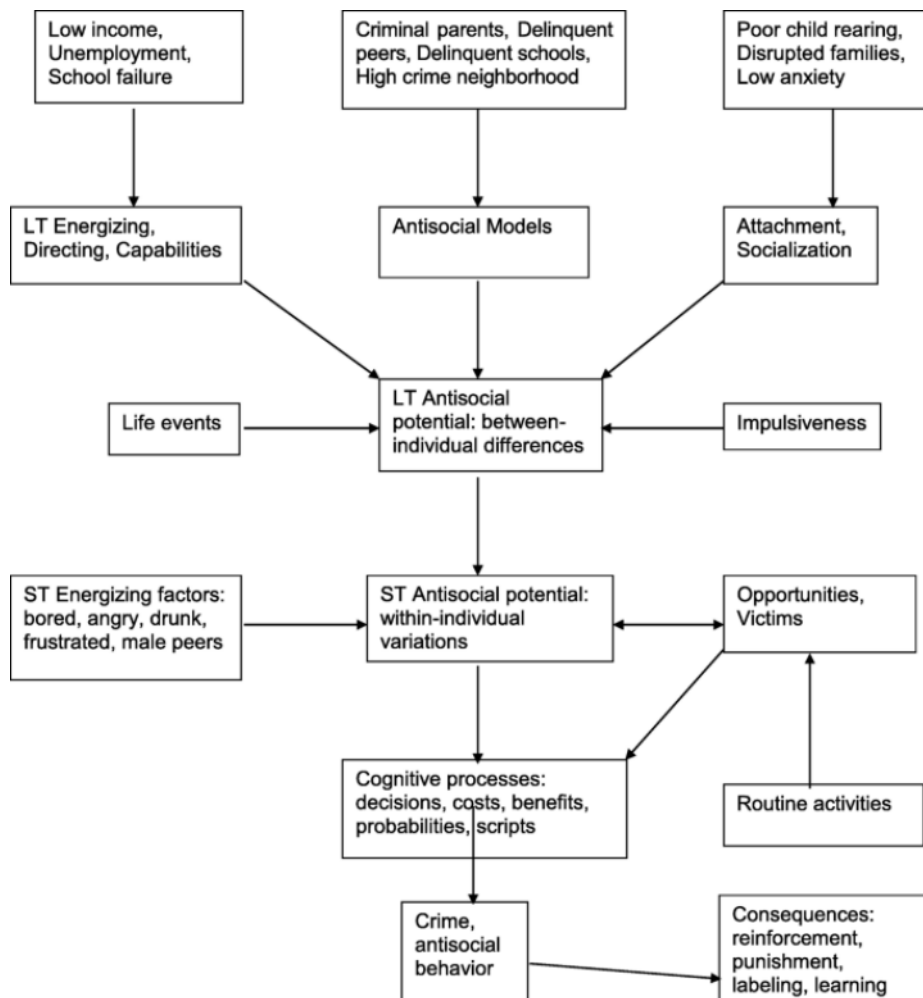 Low income,
Unemployment,
School failure
Criminal parents, Delinquent
peers, Delinquent schools,
High crime neighborhood
Poor child rearing,
Disrupted families,
Low anxiety
LT Energizing,
Directing, Capabilities
Antisocial Models
Attachment,
Socialization
LT Antisocial
potential: between-
individual differences
Life events
Impulsiveness
ST Energizing factors:
bored, angry, drunk,
frustrated, male peers
ST Antisocial potential:
within-individual
variations
Opportunities,
Victims
Cognitive processes:
decisions, costs, benefits,
probabilities, scripts
Routine activities
Crime,
antisocial
behavior
Consequences:
reinforcement,
punishment,
labeling, learning